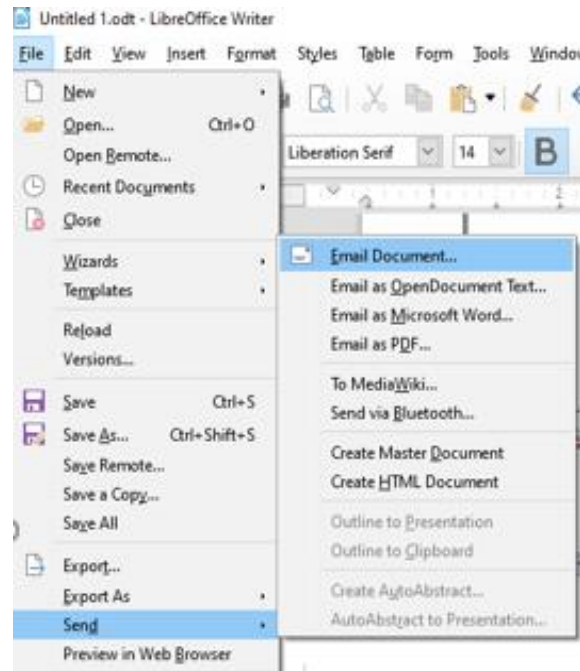 Untitled 1.odt - LibreOffice Writer
File Edit View Insert Format Styles Table Form Tools Window
New
Open... Ctrl+O
Open Remote...
Liberation Serif 14 B
Recent Documents
1 2
Close
Wizards
Templates
Reload
Versions...
Save Ctrl+S
Save As... Ctrl+Shift+S
Save Remote...
Save a Copy...
Save All
Export...
Export As
Send
Preview in Web Browser
Email Document...
Email as OpenDocument Text...
Email as Microsoft Word...
Email as PDF...
To MediaWiki...
Send via Bluetooth...
Create Master Document
Create HTML Document
Outline to Presentation
Outline to Clipboard
Create AutoAbstract...
AutoAbstract to Presentation...